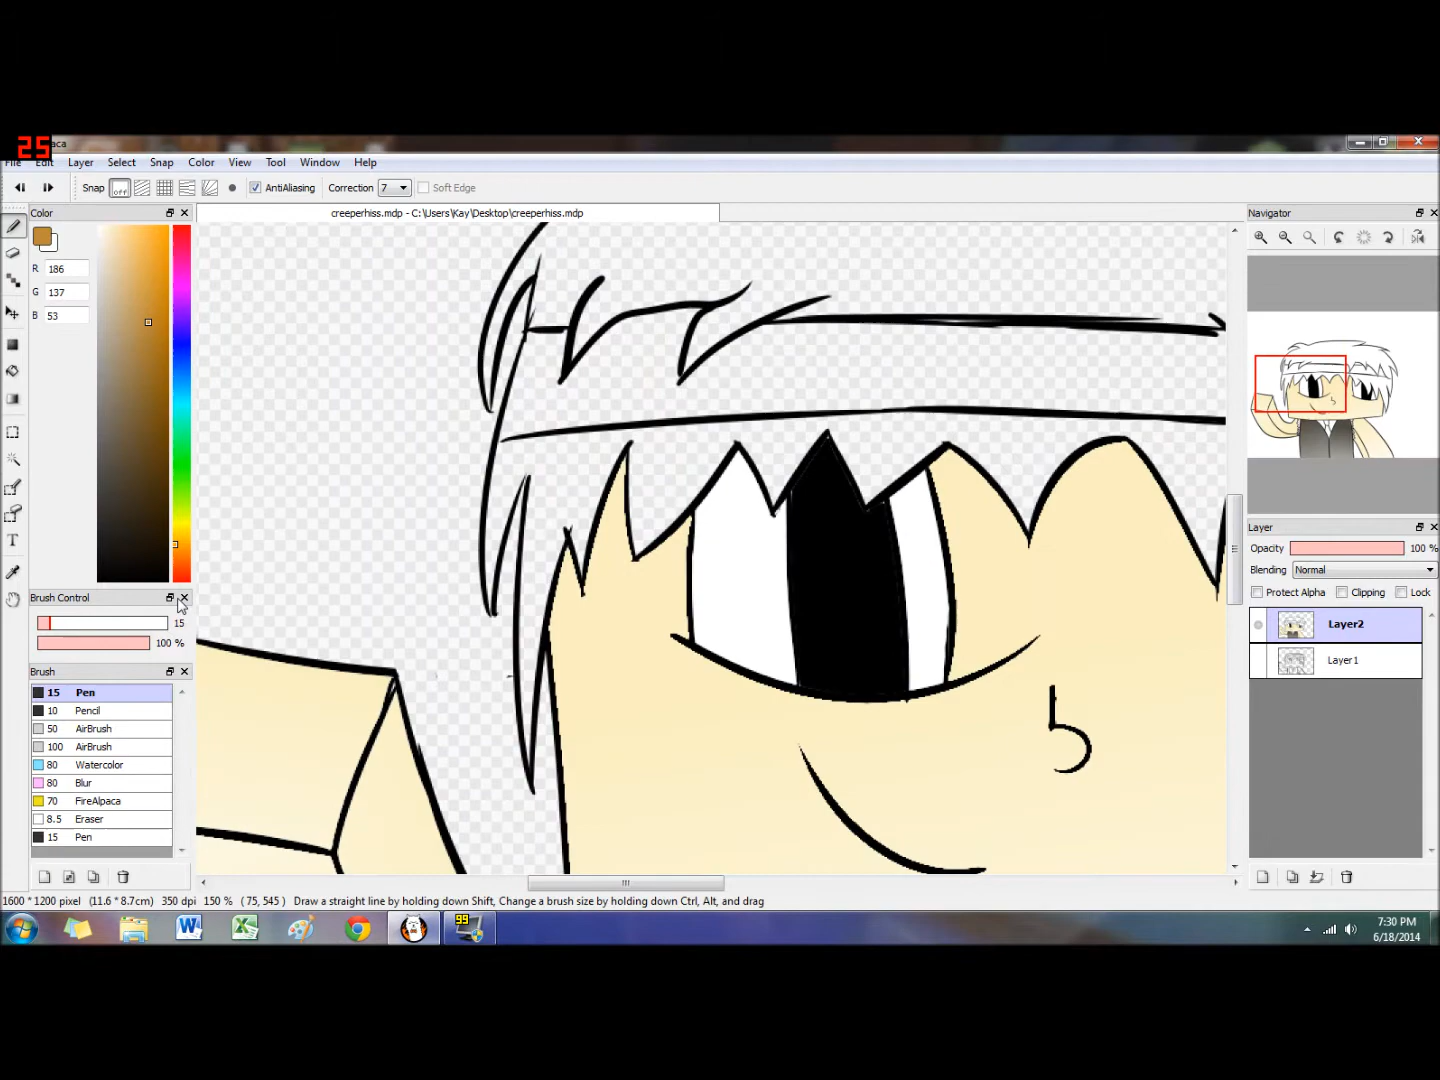 25
aca
File Edit Layer Select Snap Color View Tool Window Help
Snap off AntiAliasing Correction 7 Soft Edge
Color
creeperhiss.mdp - C:\Users\Kay\Desktop\creeperhiss.mdp
Navigator
R 186
G 137
B 53
Layer
Opacity 100 %
Blending Normal
Protect Alpha Clipping Lock
Layer2
Layer1
Brush Control
15
100 %
Brush
15 Pen
10 Pencil
50 AirBrush
100 AirBrush
80 Watercolor
80 Blur
70 FireAlpaca
8.5 Eraser
15 Pen
T
1600 * 1200 pixel (11.6 * 8.7cm) 350 dpi 150 % ( 75, 545 ) Draw a straight line by holding down Shift, Change a brush size by holding down Ctrl, Alt, and drag
99
7:30 PM
6/18/2014